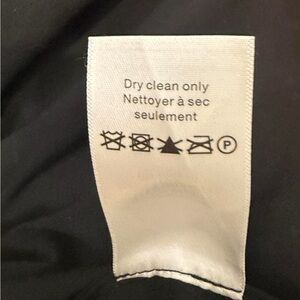 Dry clean only
Nettoyer à sec
seulement
P